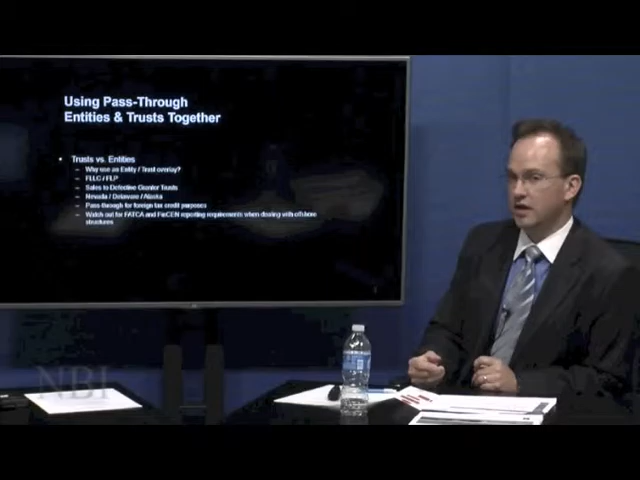 Using Pass-Through
Entities & Trusts Together
• Trusts vs. Entities
– Why use an Entity / Trust overlay?
– FLLC / FLP
– Sales to Defective Grantor Trusts
– Nevada / Delaware / Alaska
– Pass-through for foreign tax credit purposes
– Watch out for FATCA and FinCEN reporting requirements when dealing with offshore
structures
NBI